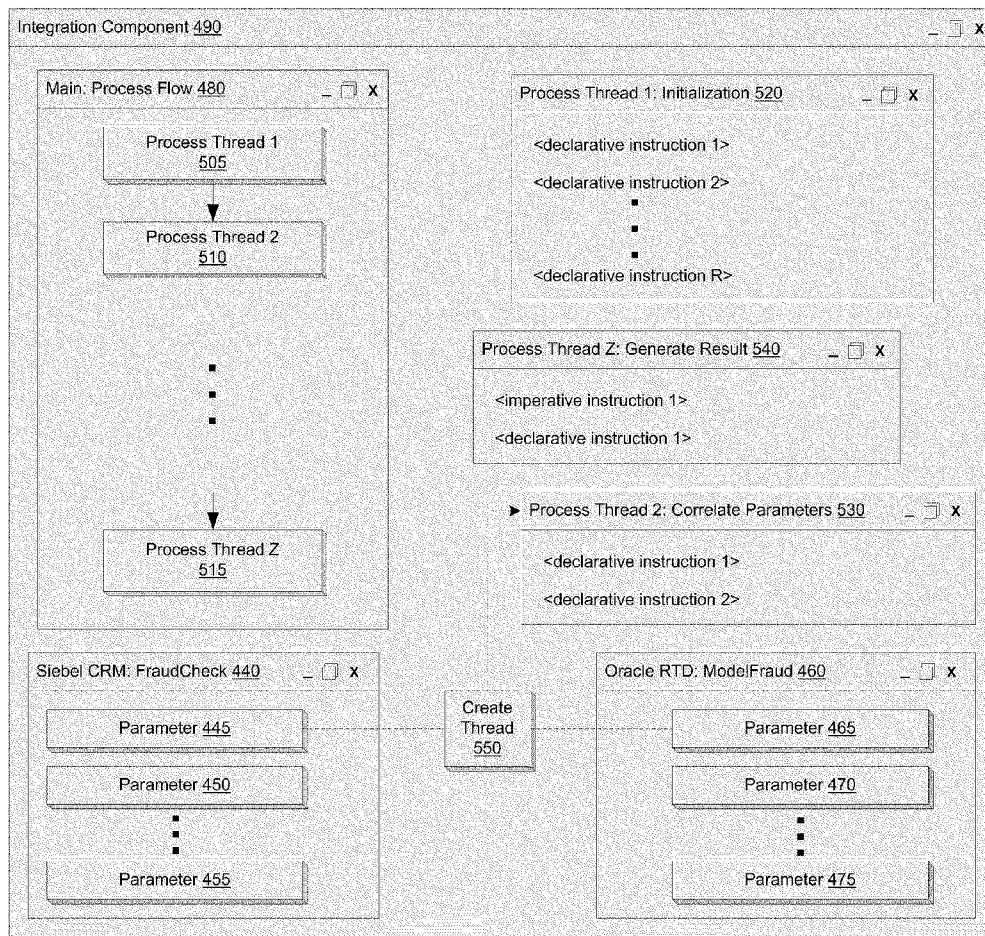 Integration Component 490
Main: Process Flow 480
Process Thread 1
505
Process Thread 2
510
Process Thread Z
515
Process Thread 1: Initialization 520
<declarative instruction 1>
<declarative instruction 2>
<declarative instruction R>
Process Thread Z: Generate Result 540
<imperative instruction 1>
<declarative instruction 1>
Process Thread 2: Correlate Parameters 530
<declarative instruction 1>
<declarative instruction 2>
Siebel CRM: FraudCheck 440
Parameter 445
Parameter 450
Parameter 455
Create
Thread
550
Oracle RTD: ModelFraud 460
Parameter 465
Parameter 470
Parameter 475